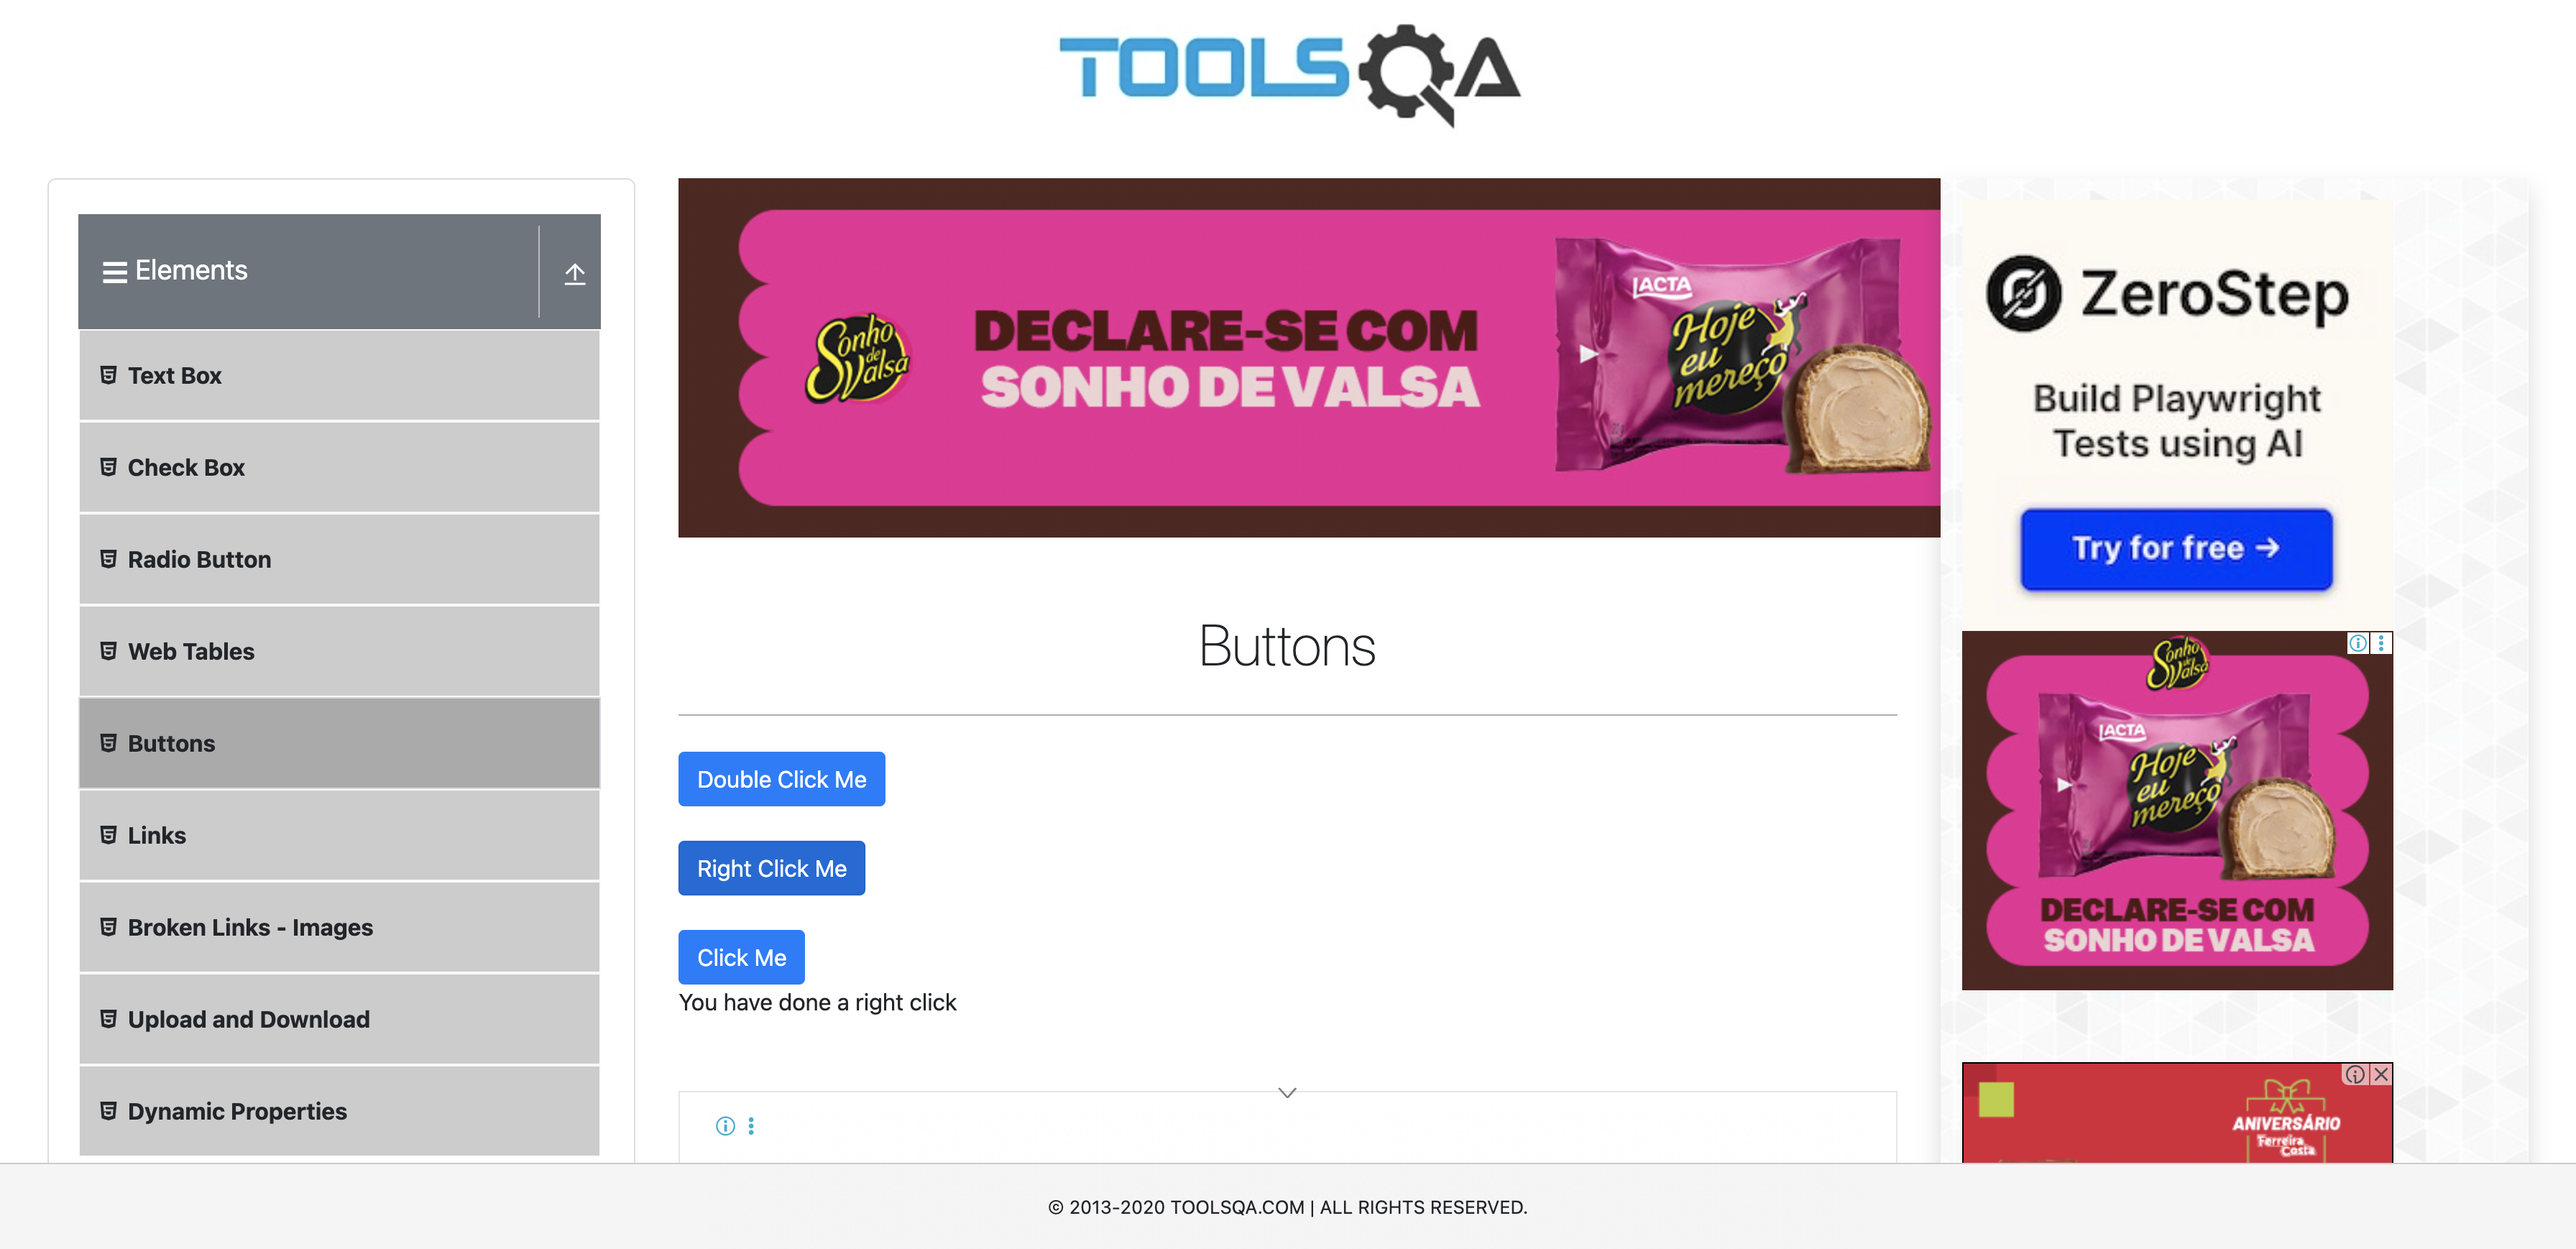 TOOLSQA
Elements
Text Box
Check Box
Radio Button
Web Tables
Buttons
Links
Broken Links - Images
Upload and Download
Dynamic Properties
Sonho
de
Valsa
DECLARE-SE COM
SONHO DE VALSA
LACTA
Hoje
eu
mereço
Buttons
Double Click Me
Right Click Me
Click Me
You have done a right click
ZeroStep
Build Playwright
Tests using AI
Try for free →
Sonho
de
Valsa
LACTA
Hoje
eu
mereço
DECLARE-SE COM
SONHO DE VALSA
ANIVERSÁRIO
Ferreira
Costa
© 2013-2020 TOOLSQA.COM | ALL RIGHTS RESERVED.